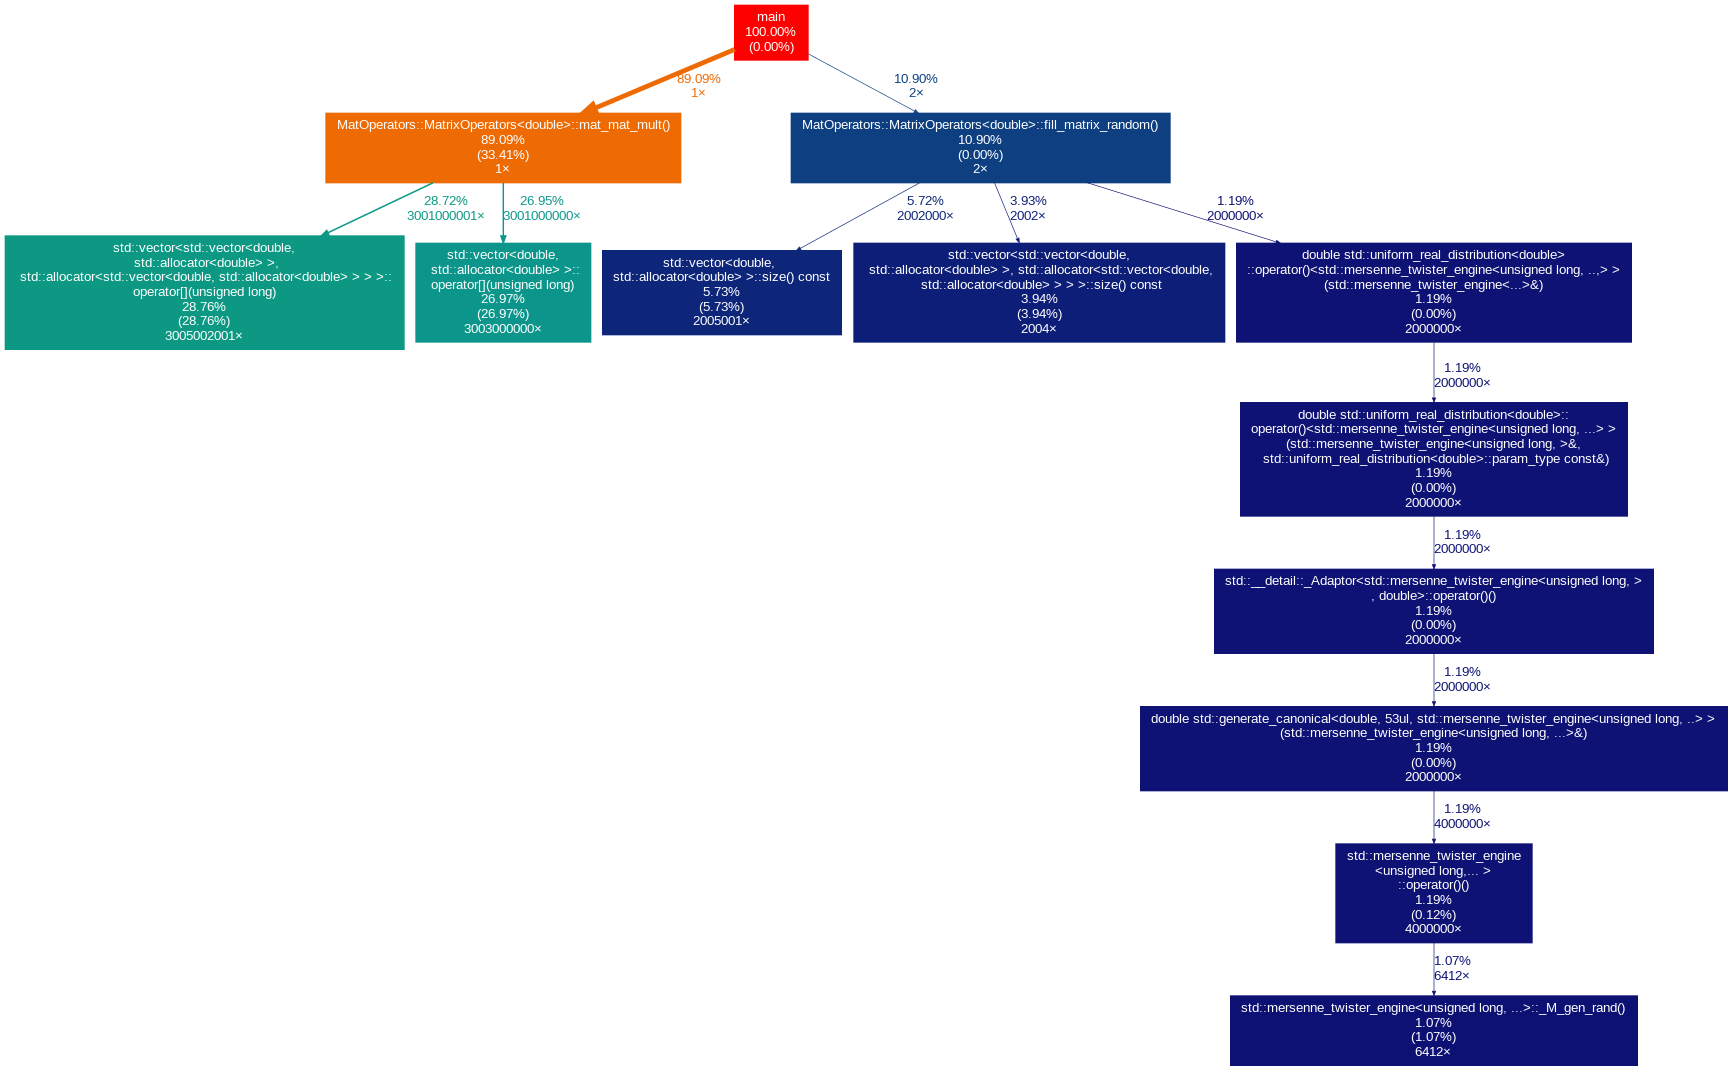 main
100.00%
(0.00%)
89.09%
1×
10.90%
2×
MatOperators::MatrixOperators<double>::mat_mat_mult()
89.09%
(33.41%)
1×
MatOperators::MatrixOperators<double>::fill_matrix_random()
10.90%
(0.00%)
2×
28.72%
3001000001×
26.95%
3001000000×
5.72%
2002000×
3.93%
2002×
1.19%
2000000×
std::vector<std::vector<double,
std::allocator<double> >,
std::allocator<std::vector<double, std::allocator<double> > > >::
operator[](unsigned long)
28.76%
(28.76%)
3005002001×
std::vector<double,
std::allocator<double> >::
operator[](unsigned long)
26.97%
(26.97%)
3003000000×
std::vector<double,
std::allocator<double> >::size() const
5.73%
(5.73%)
2005001×
std::vector<std::vector<double,
std::allocator<double> >, std::allocator<std::vector<double,
std::allocator<double> > > >::size() const
3.94%
(3.94%)
2004×
double std::uniform_real_distribution<double>
::operator()<std::mersenne_twister_engine<unsigned long, ..,> >
(std::mersenne_twister_engine<...>&)
1.19%
(0.00%)
2000000×
1.19%
2000000×
double std::uniform_real_distribution<double>::
operator()<std::mersenne_twister_engine<unsigned long, ...> >
(std::mersenne_twister_engine<unsigned long, >&,
std::uniform_real_distribution<double>::param_type const&)
1.19%
(0.00%)
2000000×
1.19%
2000000×
std::__detail::_Adaptor<std::mersenne_twister_engine<unsigned long, >
, double>::operator()()
1.19%
(0.00%)
2000000×
1.19%
2000000×
double std::generate_canonical<double, 53ul, std::mersenne_twister_engine<unsigned long, ..> >
(std::mersenne_twister_engine<unsigned long, ...>&)
1.19%
(0.00%)
2000000×
1.19%
4000000×
std::mersenne_twister_engine
<unsigned long,... >
::operator()()
1.19%
(0.12%)
4000000×
1.07%
6412×
std::mersenne_twister_engine<unsigned long, ...>::_M_gen_rand()
1.07%
(1.07%)
6412×